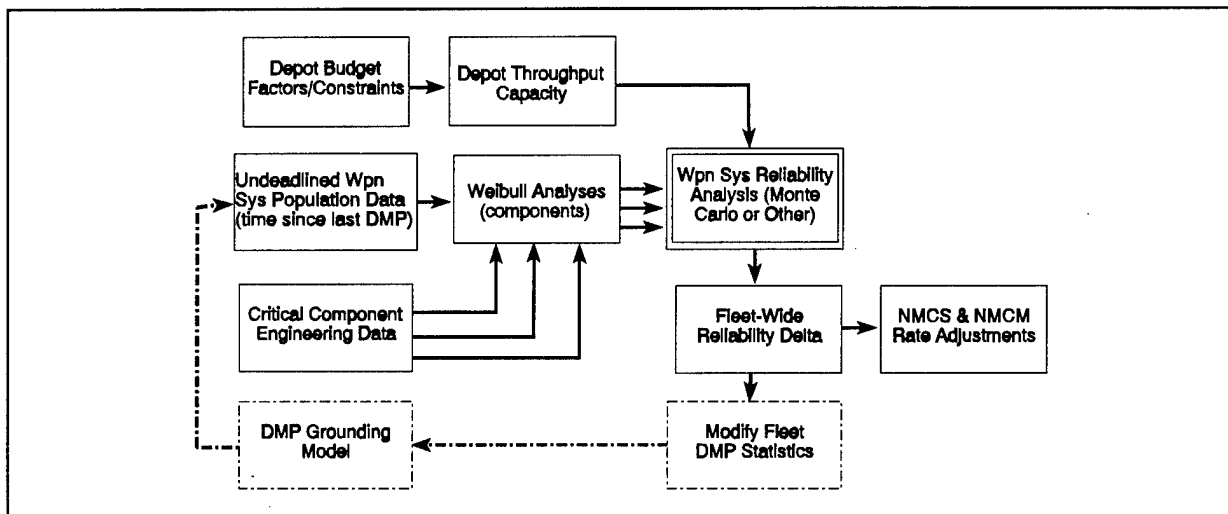 Depot Budget
Factors/Constraints
Depot Throughput
Capacity
Undeadlined Wpn
Sys Population Data
(time since last DMP)
Weibull Analyses
(components)
Wpn Sys Reliability
Analysis (Monte
Carlo or Other)
Critical Component
Engineering Data
Fleet-Wide
Reliability Delta
NMCS & NMCM
Rate Adjustments
DMP Grounding
Model
Modify Fleet
DMP Statistics